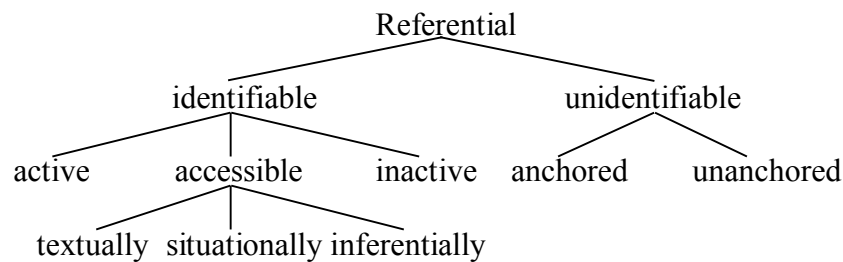 Referential
identifiable unidentifiable
active accessible inactive anchored unanchored
textually situationally inferentially